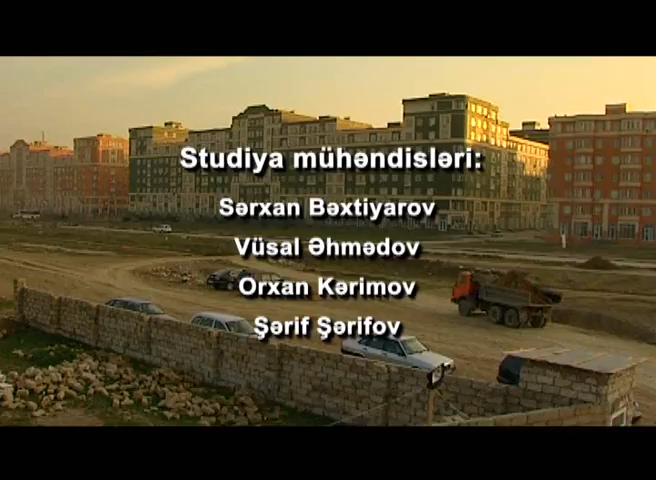 Studiya mühəndisləri:
Sərxan Bəxtiyarov
Vüsal Əhmədov
Orxan Kərimov
Şərif Şərifov